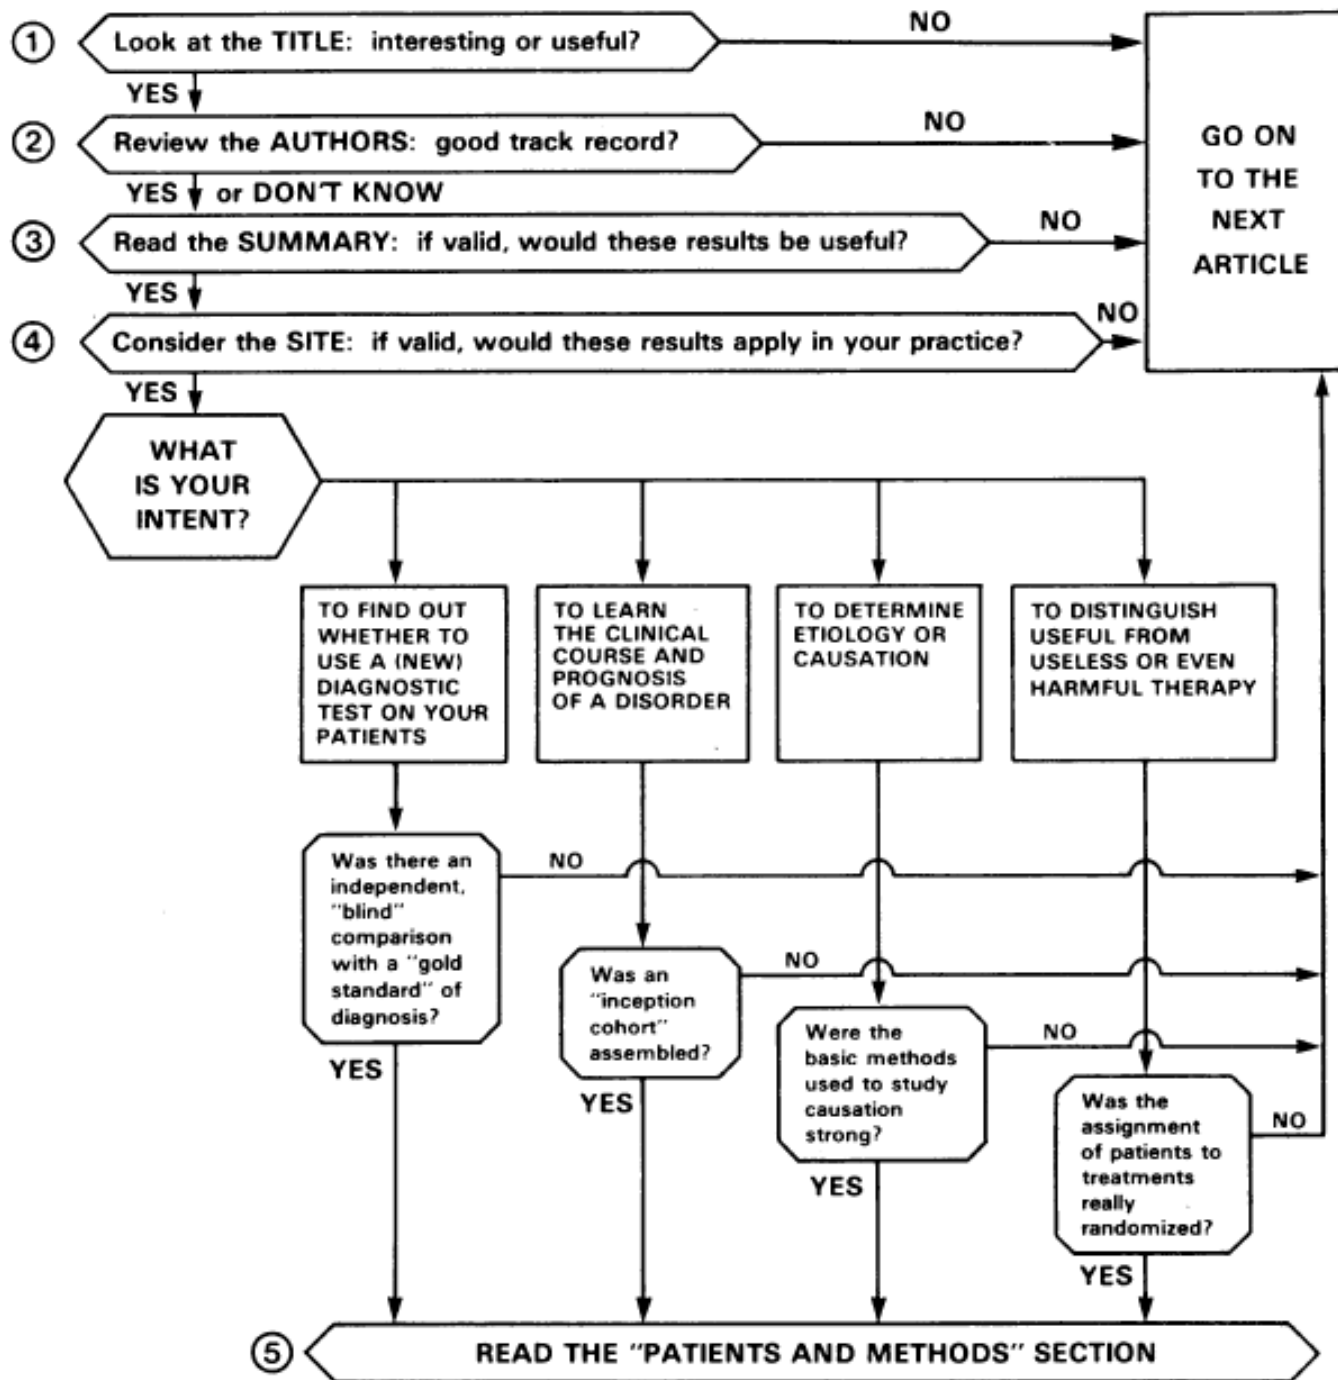 ① Look at the TITLE: interesting or useful?
NO
YES
② Review the AUTHORS: good track record?
NO
YES or DON'T KNOW
③ Read the SUMMARY: if valid, would these results be useful?
NO
YES
④ Consider the SITE: if valid, would these results apply in your practice?
NO
YES
GO ON
TO THE
NEXT
ARTICLE
WHAT
IS YOUR
INTENT?
TO FIND OUT
WHETHER TO
USE A (NEW)
DIAGNOSTIC
TEST ON YOUR
PATIENTS
TO LEARN
THE CLINICAL
COURSE AND
PROGNOSIS
OF A DISORDER
TO DETERMINE
ETIOLOGY OR
CAUSATION
TO DISTINGUISH
USEFUL FROM
USELESS OR EVEN
HARMFUL THERAPY
Was there an
independent,
"blind"
comparison
with a "gold
standard" of
diagnosis?
NO
YES
Was an
"inception
cohort"
assembled?
NO
YES
Were the
basic methods
used to study
causation
strong?
NO
YES
Was the
assignment
of patients to
treatments
really
randomized?
NO
YES
⑤ READ THE "PATIENTS AND METHODS" SECTION